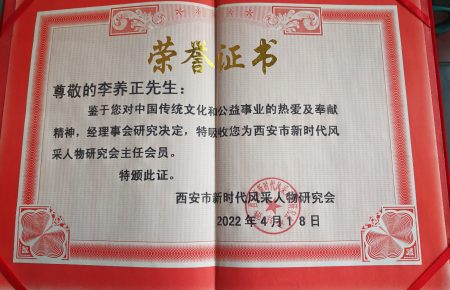 荣誉证书
尊敬的李养正先生：
鉴于您对中国传统文化和公益事业的热爱及奉献
精神，经理事会研究决定，特吸收您为西安市新时代风
采人物研究会主任会员。
特颁此证。
西安市新时代风采人物研究会
2022年4月18日